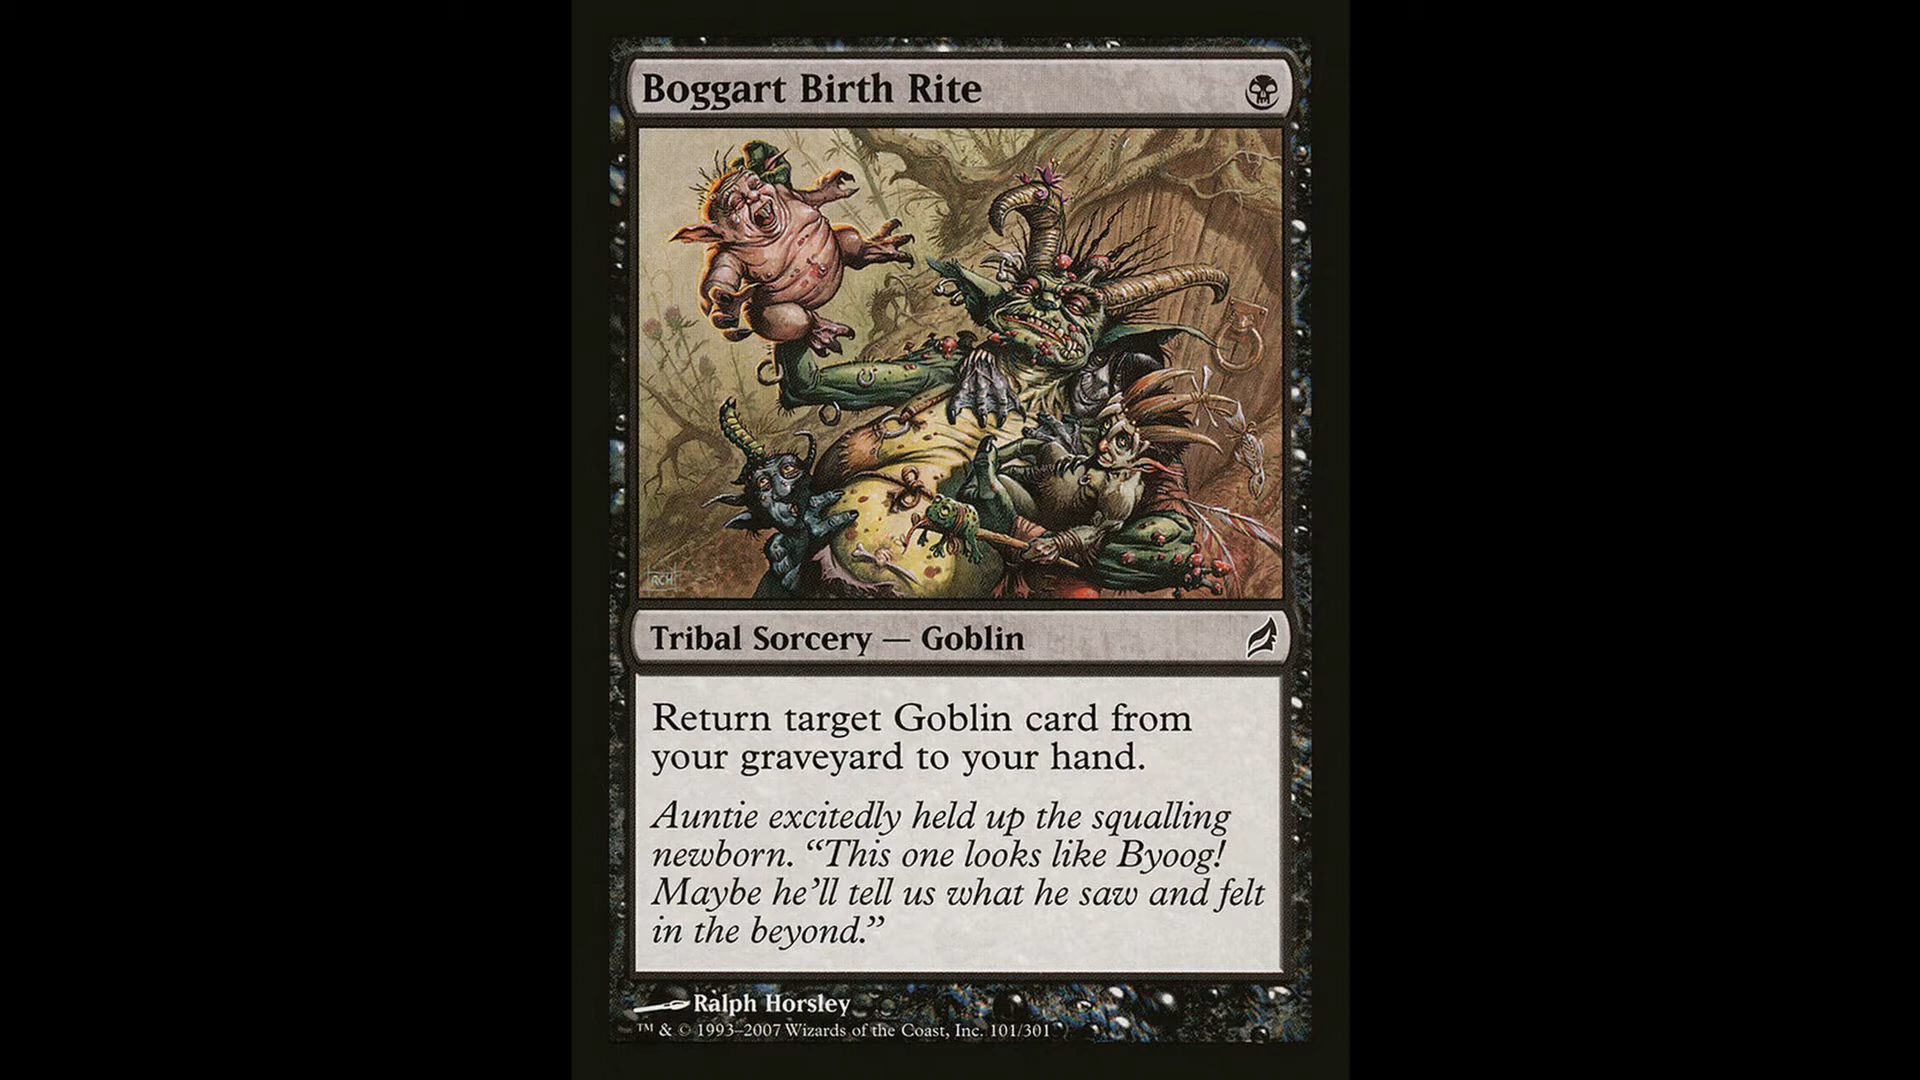 Boggart Birth Rite
RCH
Tribal Sorcery — Goblin
Return target Goblin card from
your graveyard to your hand.
Auntie excitedly held up the squalling
newborn. “This one looks like Byoog!
Maybe he’ll tell us what he saw and felt
in the beyond.”
Ralph Horsley
™ & © 1993–2007 Wizards of the Coast, Inc. 101/301